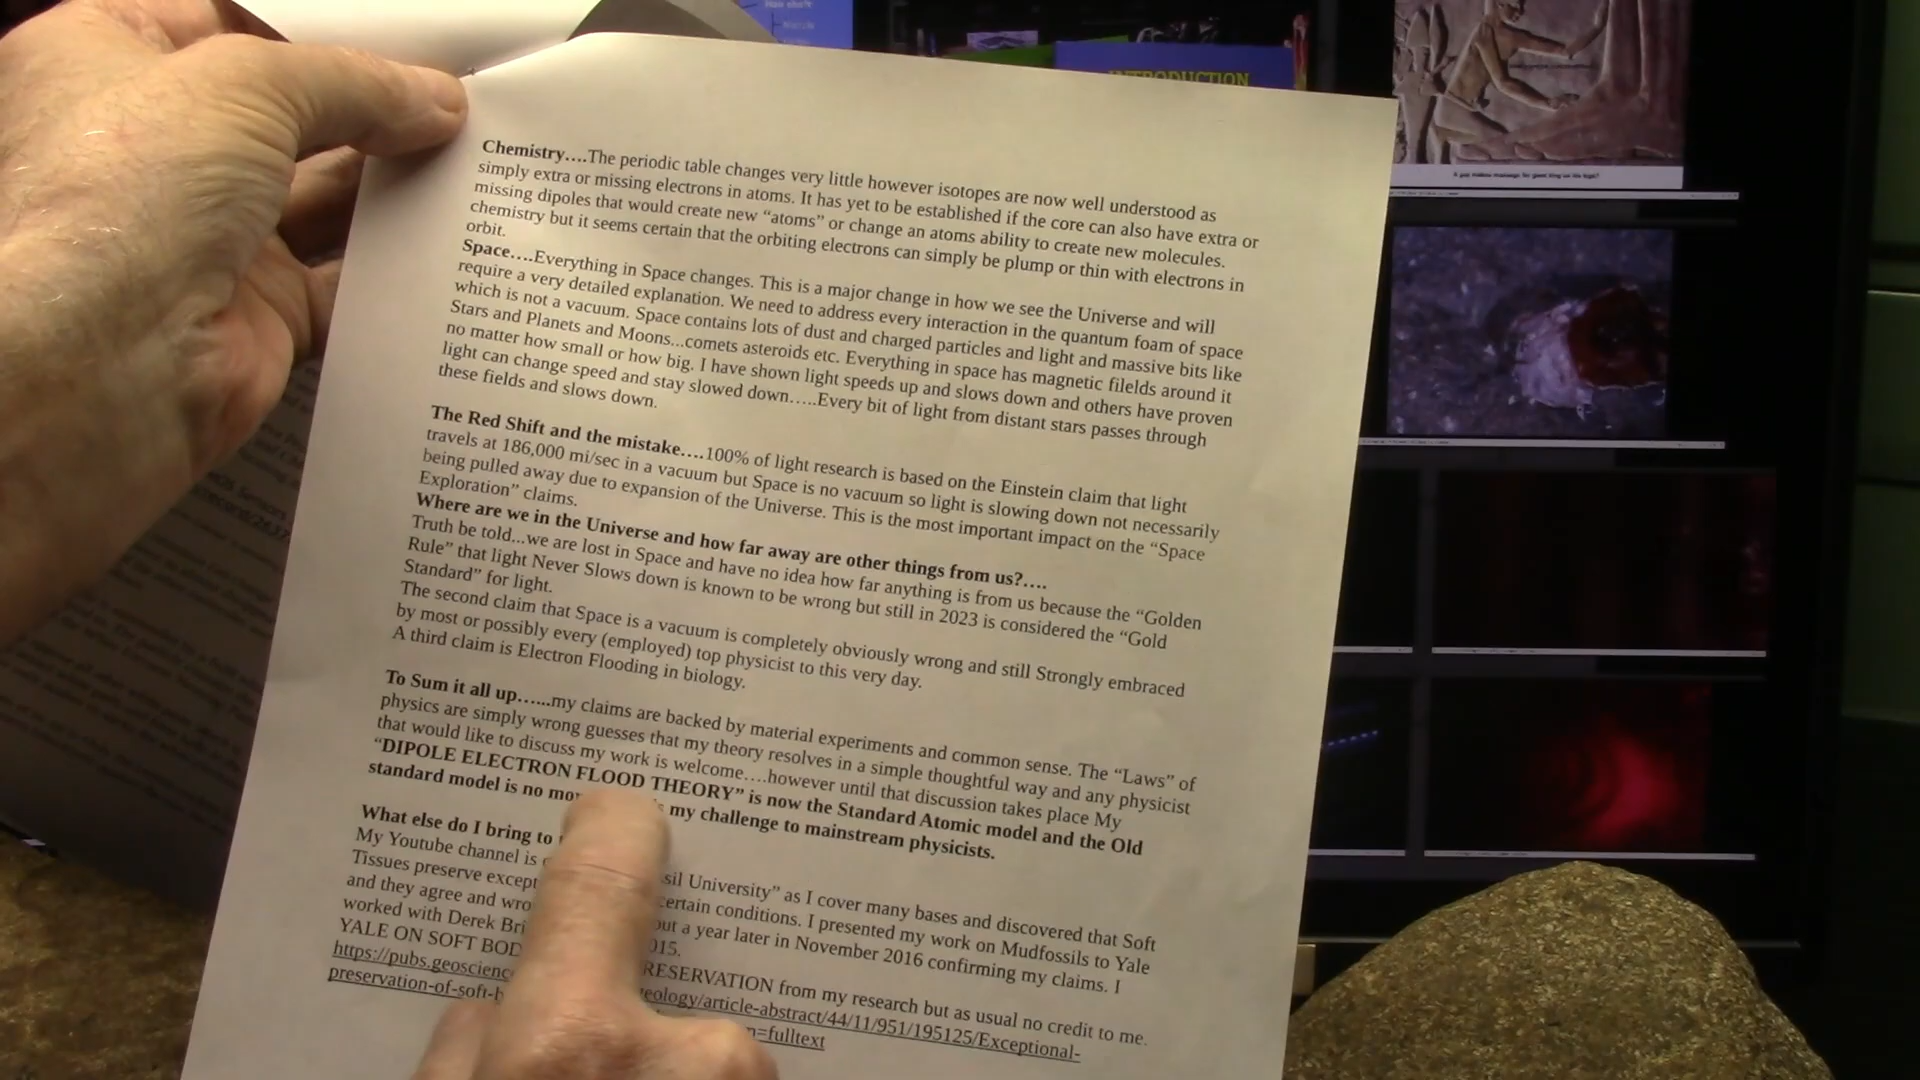 Hair shaft
INTRODUCTION
Chemistry….The periodic table changes very little however isotopes are now well understood as
simply extra or missing electrons in atoms. It has yet to be established if the core can also have extra or
missing dipoles that would create new “atoms” or change an atoms ability to create new molecules.
chemistry but it seems certain that the orbiting electrons can simply be plump or thin with electrons in
orbit.
Space….Everything in Space changes. This is a major change in how we see the Universe and will
require a very detailed explanation. We need to address every interaction in the quantum foam of space
which is not a vacuum. Space contains lots of dust and charged particles and light and massive bits like
Stars and Planets and Moons...comets asteroids etc. Everything in space has magnetic filelds around it
no matter how small or how big. I have shown light speeds up and slows down and others have proven
light can change speed and stay slowed down…..Every bit of light from distant stars passes through
these fields and slows down.
The Red Shift and the mistake….100% of light research is based on the Einstein claim that light
travels at 186,000 mi/sec in a vacuum but Space is no vacuum so light is slowing down not necessarily
being pulled away due to expansion of the Universe. This is the most important impact on the “Space
Exploration” claims.
Where are we in the Universe and how far away are other things from us?….
Truth be told...we are lost in Space and have no idea how far anything is from us because the “Golden
Rule” that light Never Slows down is known to be wrong but still in 2023 is considered the “Gold
Standard” for light.
The second claim that Space is a vacuum is completely obviously wrong and still Strongly embraced
by most or possibly every (employed) top physicist to this very day.
A third claim is Electron Flooding in biology.
To Sum it all up…...my claims are backed by material experiments and common sense. The “Laws” of
physics are simply wrong guesses that my theory resolves in a simple thoughtful way and any physicist
that would like to discuss my work is welcome….however until that discussion takes place My
“DIPOLE ELECTRON FLOOD THEORY” is now the Standard Atomic model and the Old
standard model is no my challenge to mainstream physicists.
What else do I bring to
My Youtube channel is University” as I cover many bases and discovered that Soft
Tissues preserve certain conditions. I presented my work on Mudfossils to Yale
and they agree and a year later in November 2016 confirming my claims. I
worked with Derek 015.
YALE ON SOFT RESERVATION from my research but as usual no credit to me.
https://pubs.geoscience eology/article-abstract/44/11/951/195125/Exceptional-
preservation-of-soft-b n=fulltext